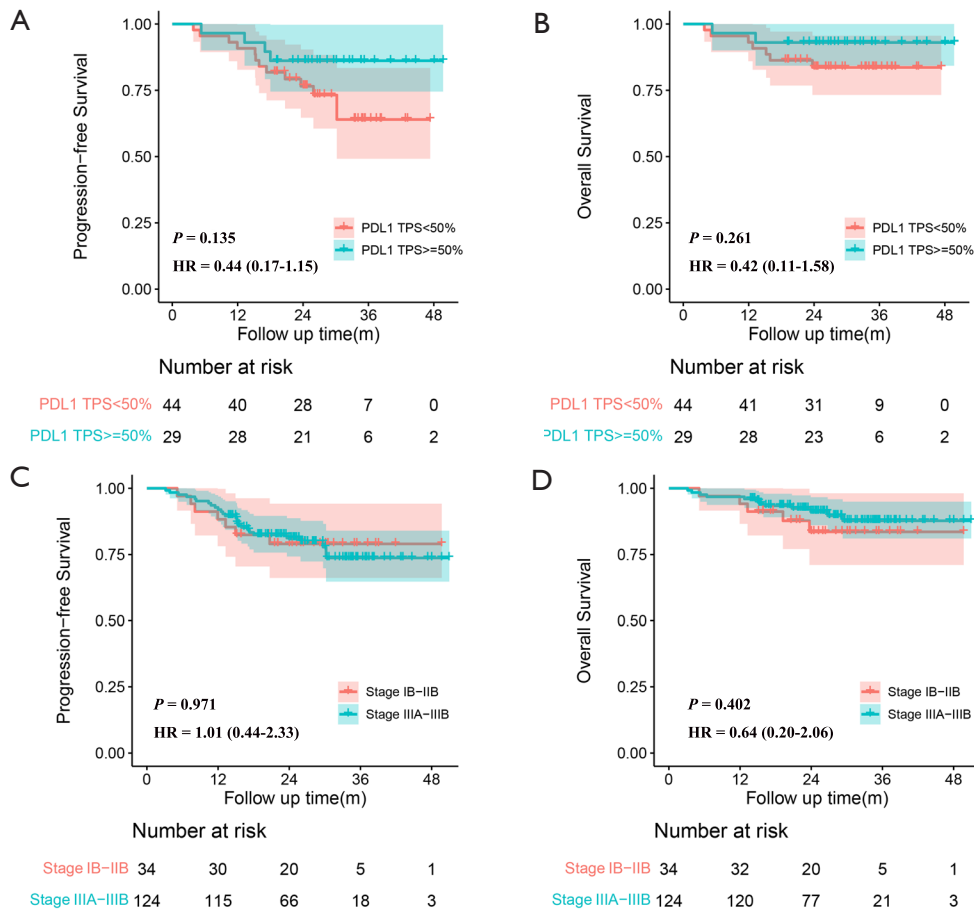 A
1.00
0.75
0.50
0.25
0.00
Progression-free Survival
PDL1 TPS<50%
PDL1 TPS>=50%
P = 0.135
HR = 0.44 (0.17-1.15)
0 12 24 36 48
Follow up time(m)
Number at risk
PDL1 TPS<50% 44 40 28 7 0
PDL1 TPS>=50% 29 28 21 6 2
B
1.00
0.75
0.50
0.25
0.00
Overall Survival
PDL1 TPS<50%
PDL1 TPS>=50%
P = 0.261
HR = 0.42 (0.11-1.58)
0 12 24 36 48
Follow up time(m)
Number at risk
PDL1 TPS<50% 44 41 31 9 0
PDL1 TPS>=50% 29 28 23 6 2
C
1.00
0.75
0.50
0.25
0.00
Progression-free Survival
Stage IB-IIB
Stage IIIA-IIIB
P = 0.971
HR = 1.01 (0.44-2.33)
0 12 24 36 48
Follow up time(m)
Number at risk
Stage IB-IIB 34 30 20 5 1
Stage IIIA-IIIB 124 115 66 18 3
D
1.00
0.75
0.50
0.25
0.00
Overall Survival
Stage IB-IIB
Stage IIIA-IIIB
P = 0.402
HR = 0.64 (0.20-2.06)
0 12 24 36 48
Follow up time(m)
Number at risk
Stage IB-IIB 34 32 20 5 1
Stage IIIA-IIIB 124 120 77 21 3